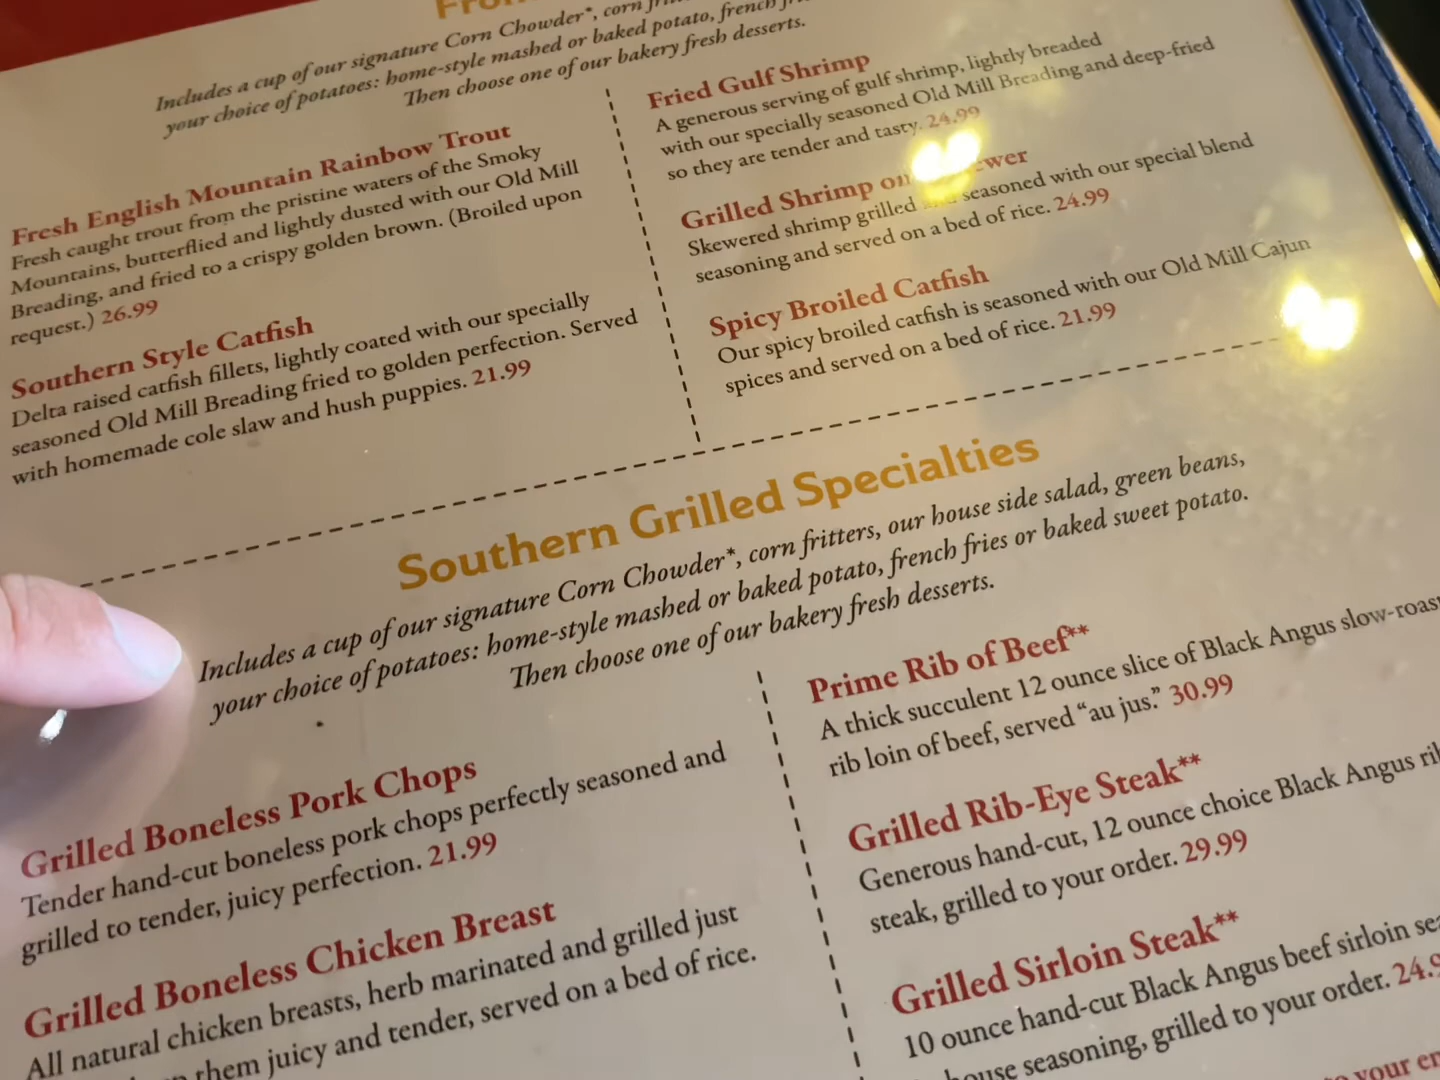 Includes a cup of our signature Corn Chowder*, corn
your choice of potatoes: home-style mashed or baked potato, french
Then choose one of our bakery fresh desserts.
Fresh English Mountain Rainbow Trout
Fresh caught trout from the pristine waters of the Smoky
Mountains, butterflied and lightly dusted with our Old Mill
Breading, and fried to a crispy golden brown. (Broiled upon
request.) 26.99
Southern Style Catfish
Delta raised catfish fillets, lightly coated with our specially
seasoned Old Mill Breading fried to golden perfection. Served
with homemade cole slaw and hush puppies. 21.99
Fried Gulf Shrimp
A generous serving of gulf shrimp, lightly breaded
with our specially seasoned Old Mill Breading and deep-fried
so they are tender and tasty. 24.99
Grilled Shrimp on
Skewered shrimp grilled seasoned with our special blend
seasoning and served on a bed of rice. 24.99
Spicy Broiled Catfish
Our spicy broiled catfish is seasoned with our Old Mill Cajun
spices and served on a bed of rice. 21.99
Southern Grilled Specialties
Includes a cup of our signature Corn Chowder*, corn fritters, our house side salad, green beans,
your choice of potatoes: home-style mashed or baked potato, french fries or baked sweet potato.
Then choose one of our bakery fresh desserts.
Grilled Boneless Pork Chops
Tender hand-cut boneless pork chops perfectly seasoned and
grilled to tender, juicy perfection. 21.99
Grilled Boneless Chicken Breast
All natural chicken breasts, herb marinated and grilled just
them juicy and tender, served on a bed of rice.
Prime Rib of Beef**
A thick succulent 12 ounce slice of Black Angus
rib loin of beef, served “au jus.” 30.99
Grilled Rib-Eye Steak**
Generous hand-cut, 12 ounce choice Black Angus
steak, grilled to your order. 29.99
Grilled Sirloin Steak**
10 ounce hand-cut Black Angus beef sirloin
house seasoning, grilled to your order.
your